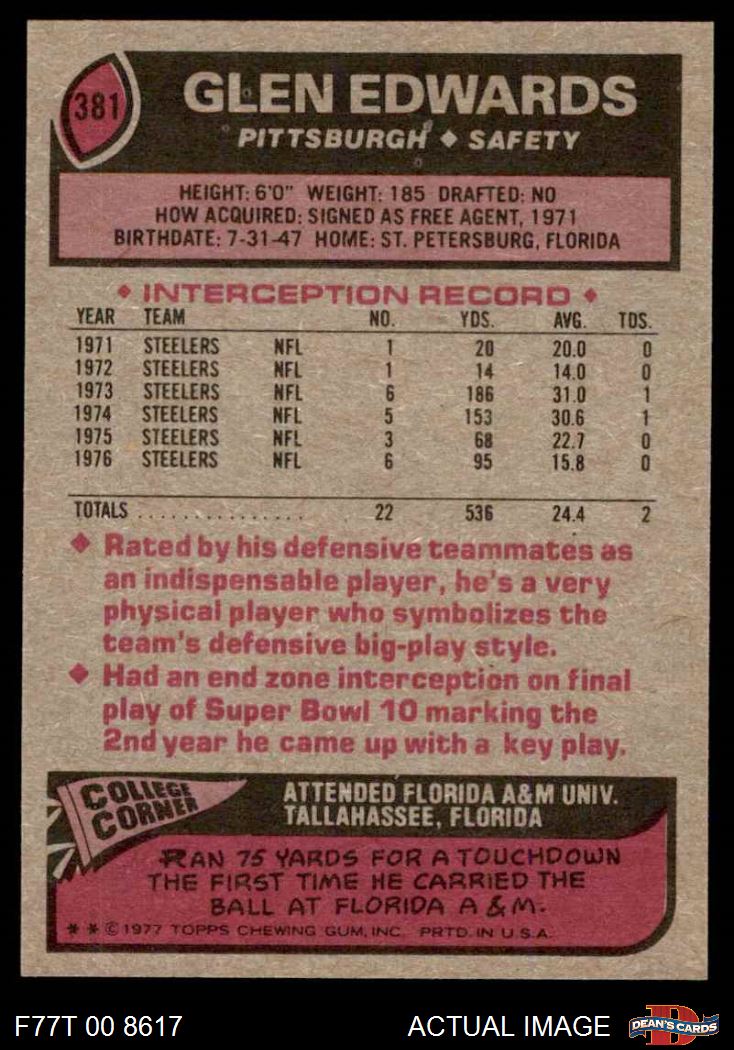 381
GLEN EDWARDS
PITTSBURGH ◆ SAFETY
HEIGHT: 6'0" WEIGHT: 185 DRAFTED: NO
HOW ACQUIRED: SIGNED AS FREE AGENT, 1971
BIRTHDATE: 7-31-47 HOME: ST. PETERSBURG, FLORIDA
◆ INTERCEPTION RECORD ◆
YEAR TEAM NO. YDS. AVG. TDS.
1971 STEELERS NFL 1 20 20.0 0
1972 STEELERS NFL 1 14 14.0 0
1973 STEELERS NFL 6 186 31.0 1
1974 STEELERS NFL 5 153 30.6 1
1975 STEELERS NFL 3 68 22.7 0
1976 STEELERS NFL 6 95 15.8 0
TOTALS ............... 22 536 24.4 2
◆ Rated by his defensive teammates as
an indispensable player, he's a very
physical player who symbolizes the
team's defensive big-play style.
◆ Had an end zone interception on final
play of Super Bowl 10 marking the
2nd year he came up with a key play.
COLLEGE
CORNER
ATTENDED FLORIDA A&M UNIV.
TALLAHASSEE, FLORIDA
RAN 75 YARDS FOR A TOUCHDOWN
THE FIRST TIME HE CARRIED THE
BALL AT FLORIDA A & M.
* * © 1977 TOPPS CHEWING GUM, INC. PRTD. IN U.S.A.
F77T 00 8617
ACTUAL IMAGE
D
DEAN'S CARDS